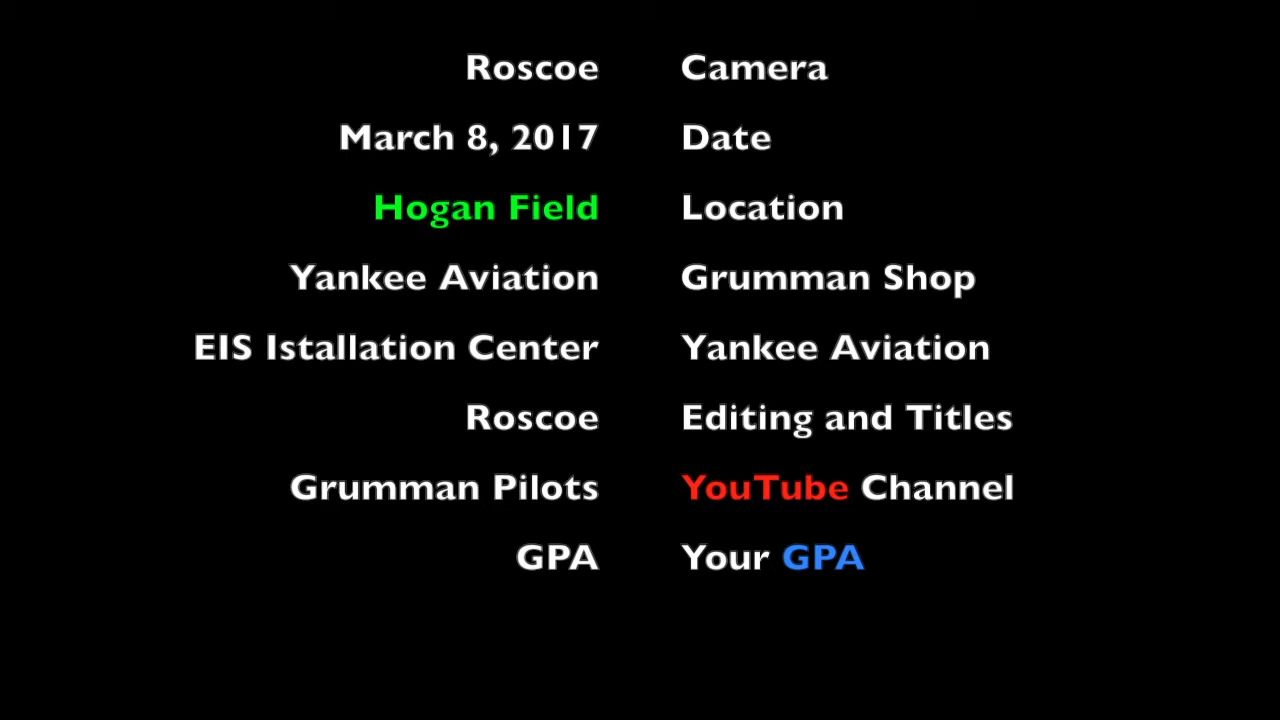 Roscoe Camera
March 8, 2017 Date
Hogan Field Location
Yankee Aviation Grumman Shop
EIS Istallation Center Yankee Aviation
Roscoe Editing and Titles
Grumman Pilots YouTube Channel
GPA Your GPA